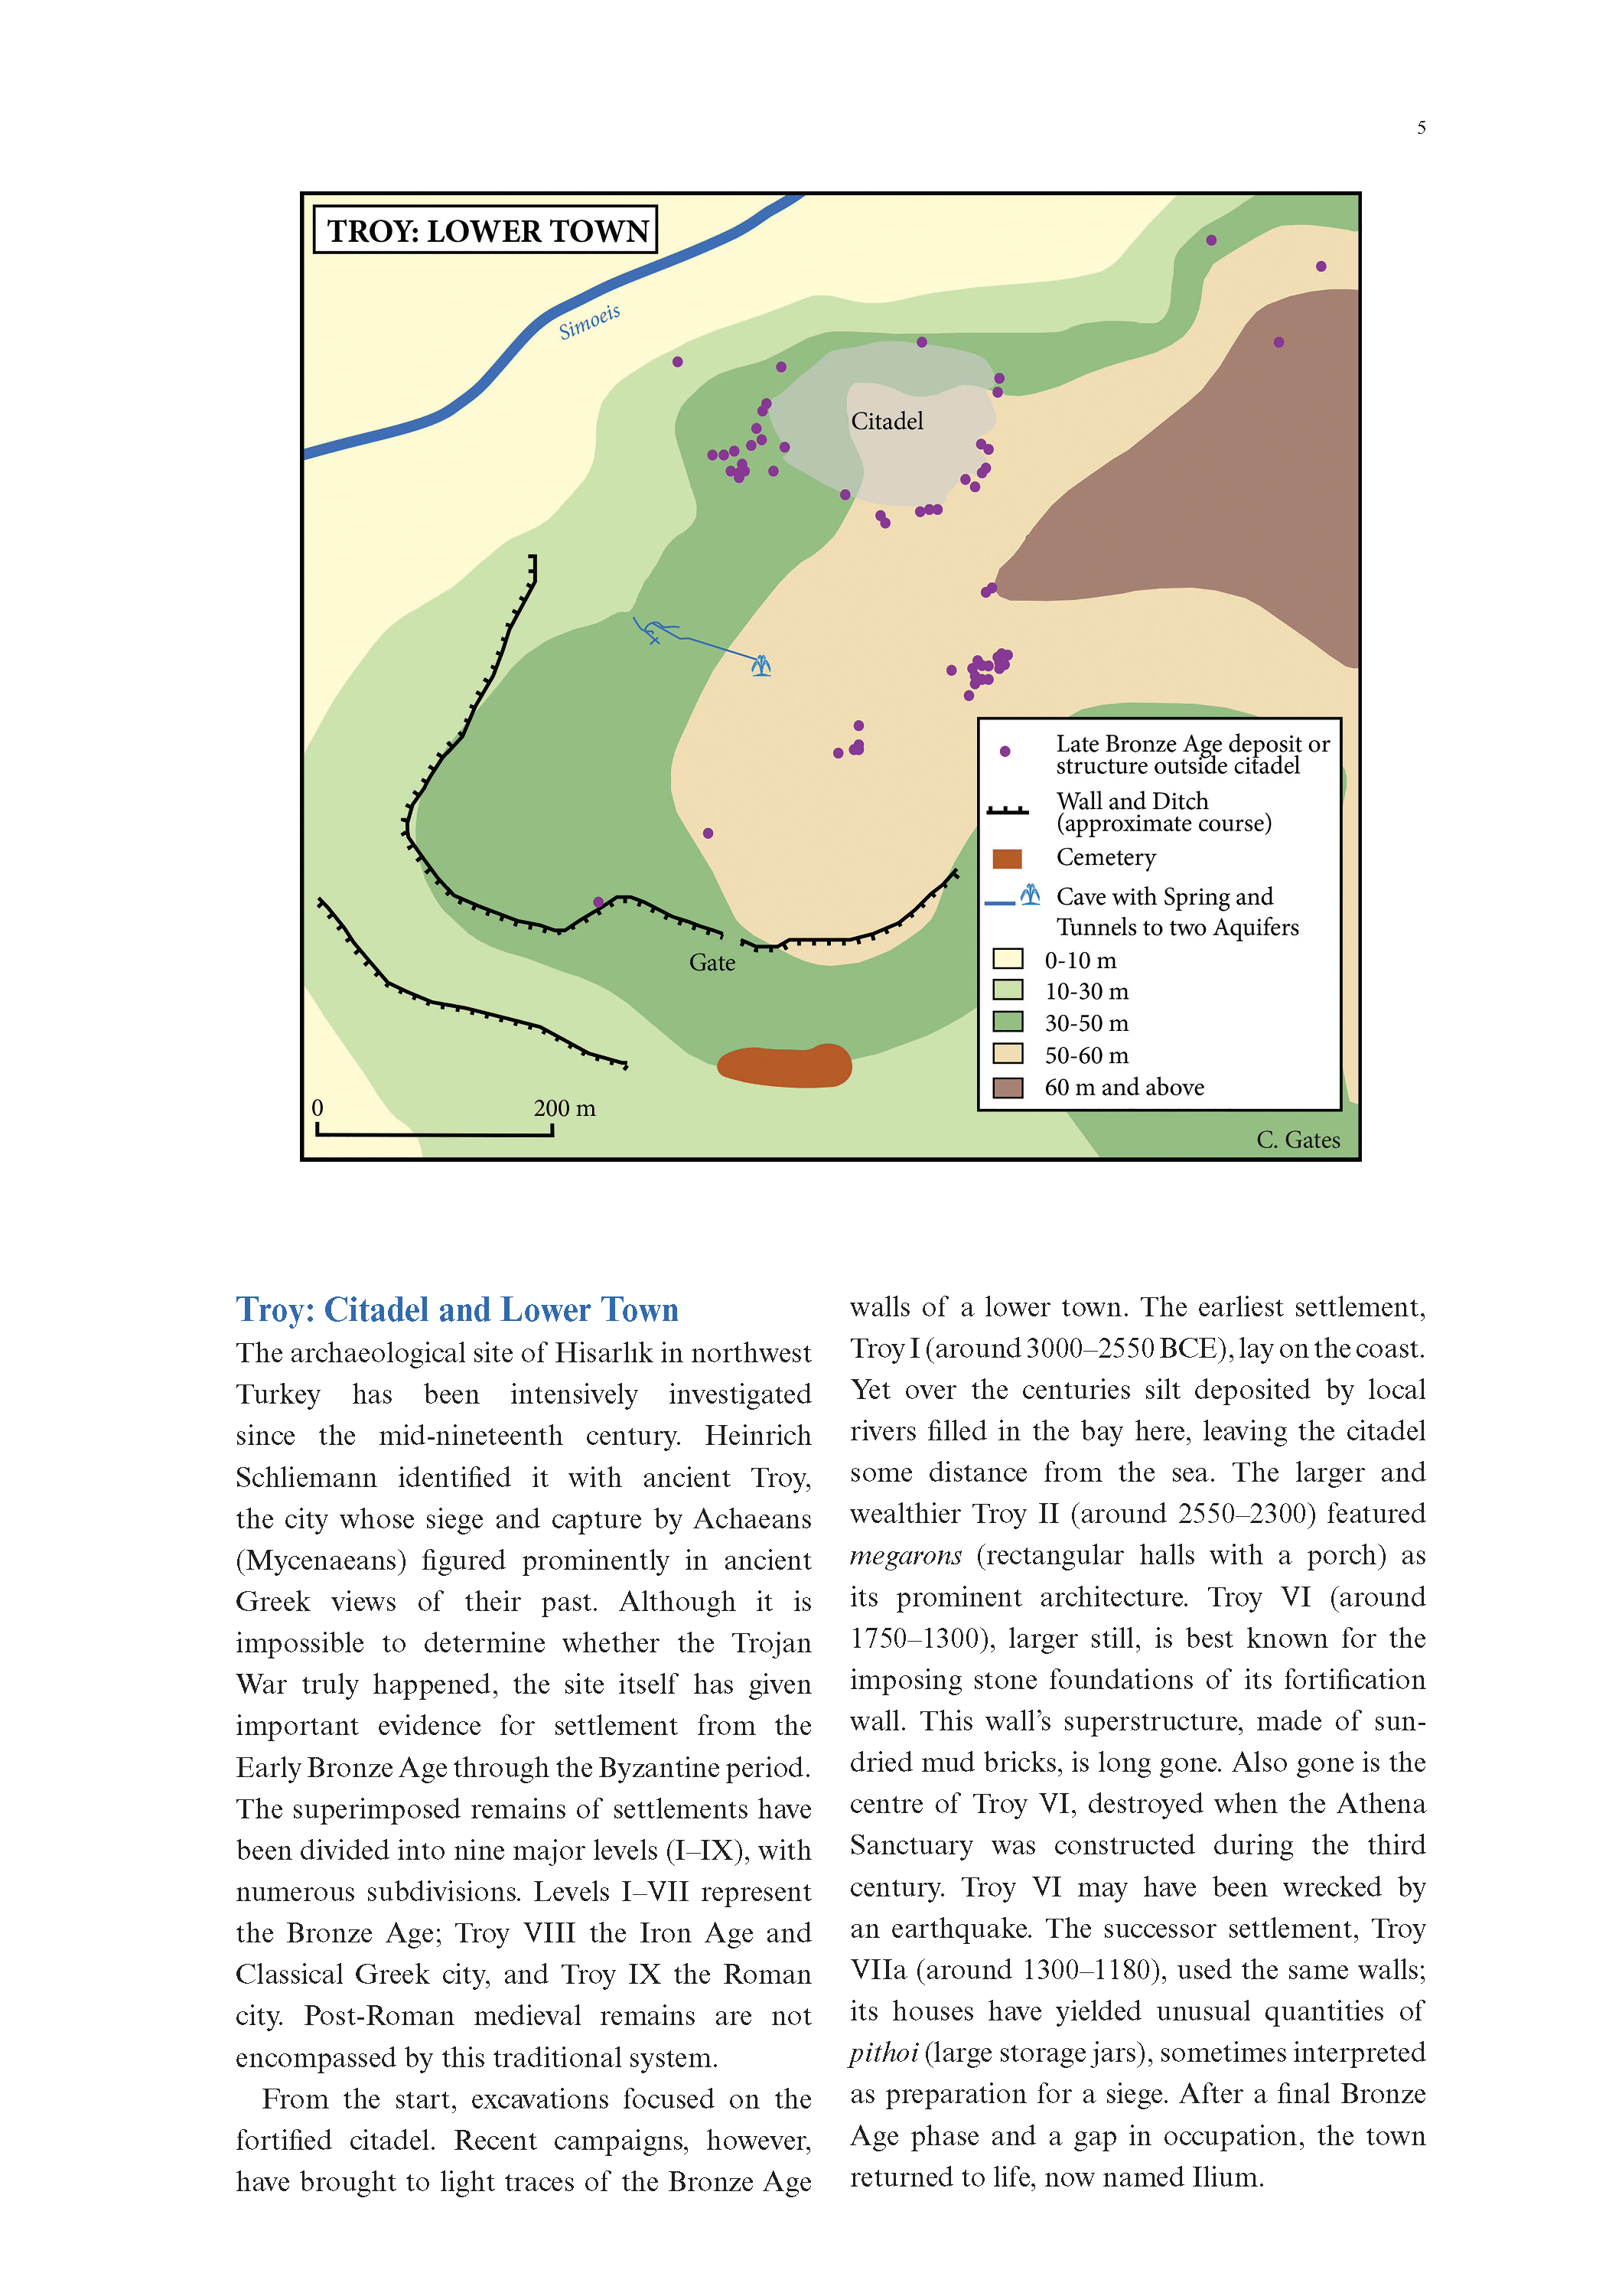 5
TROY: LOWER TOWN
Simoeis
Citadel
Gate
Late Bronze Age deposit or
structure outside citadel
Wall and Ditch
(approximate course)
Cemetery
Cave with Spring and
Tunnels to two Aquifers
0-10 m
10-30 m
30-50 m
50-60 m
60 m and above
0 200 m
C. Gates
Troy: Citadel and Lower Town
The archaeological site of Hisarlık in northwest
Turkey has been intensively investigated
since the mid-nineteenth century. Heinrich
Schliemann identified it with ancient Troy,
the city whose siege and capture by Achaeans
(Mycenaeans) figured prominently in ancient
Greek views of their past. Although it is
impossible to determine whether the Trojan
War truly happened, the site itself has given
important evidence for settlement from the
Early Bronze Age through the Byzantine period.
The superimposed remains of settlements have
been divided into nine major levels (I–IX), with
numerous subdivisions. Levels I–VII represent
the Bronze Age; Troy VIII the Iron Age and
Classical Greek city, and Troy IX the Roman
city. Post-Roman medieval remains are not
encompassed by this traditional system.
From the start, excavations focused on the
fortified citadel. Recent campaigns, however,
have brought to light traces of the Bronze Age
walls of a lower town. The earliest settlement,
Troy I (around 3000–2550 BCE), lay on the coast.
Yet over the centuries silt deposited by local
rivers filled in the bay here, leaving the citadel
some distance from the sea. The larger and
wealthier Troy II (around 2550–2300) featured
megarons (rectangular halls with a porch) as
its prominent architecture. Troy VI (around
1750–1300), larger still, is best known for the
imposing stone foundations of its fortification
wall. This wall’s superstructure, made of sun-
dried mud bricks, is long gone. Also gone is the
centre of Troy VI, destroyed when the Athena
Sanctuary was constructed during the third
century. Troy VI may have been wrecked by
an earthquake. The successor settlement, Troy
VIIa (around 1300–1180), used the same walls;
its houses have yielded unusual quantities of
pithoi (large storage jars), sometimes interpreted
as preparation for a siege. After a final Bronze
Age phase and a gap in occupation, the town
returned to life, now named Ilium.